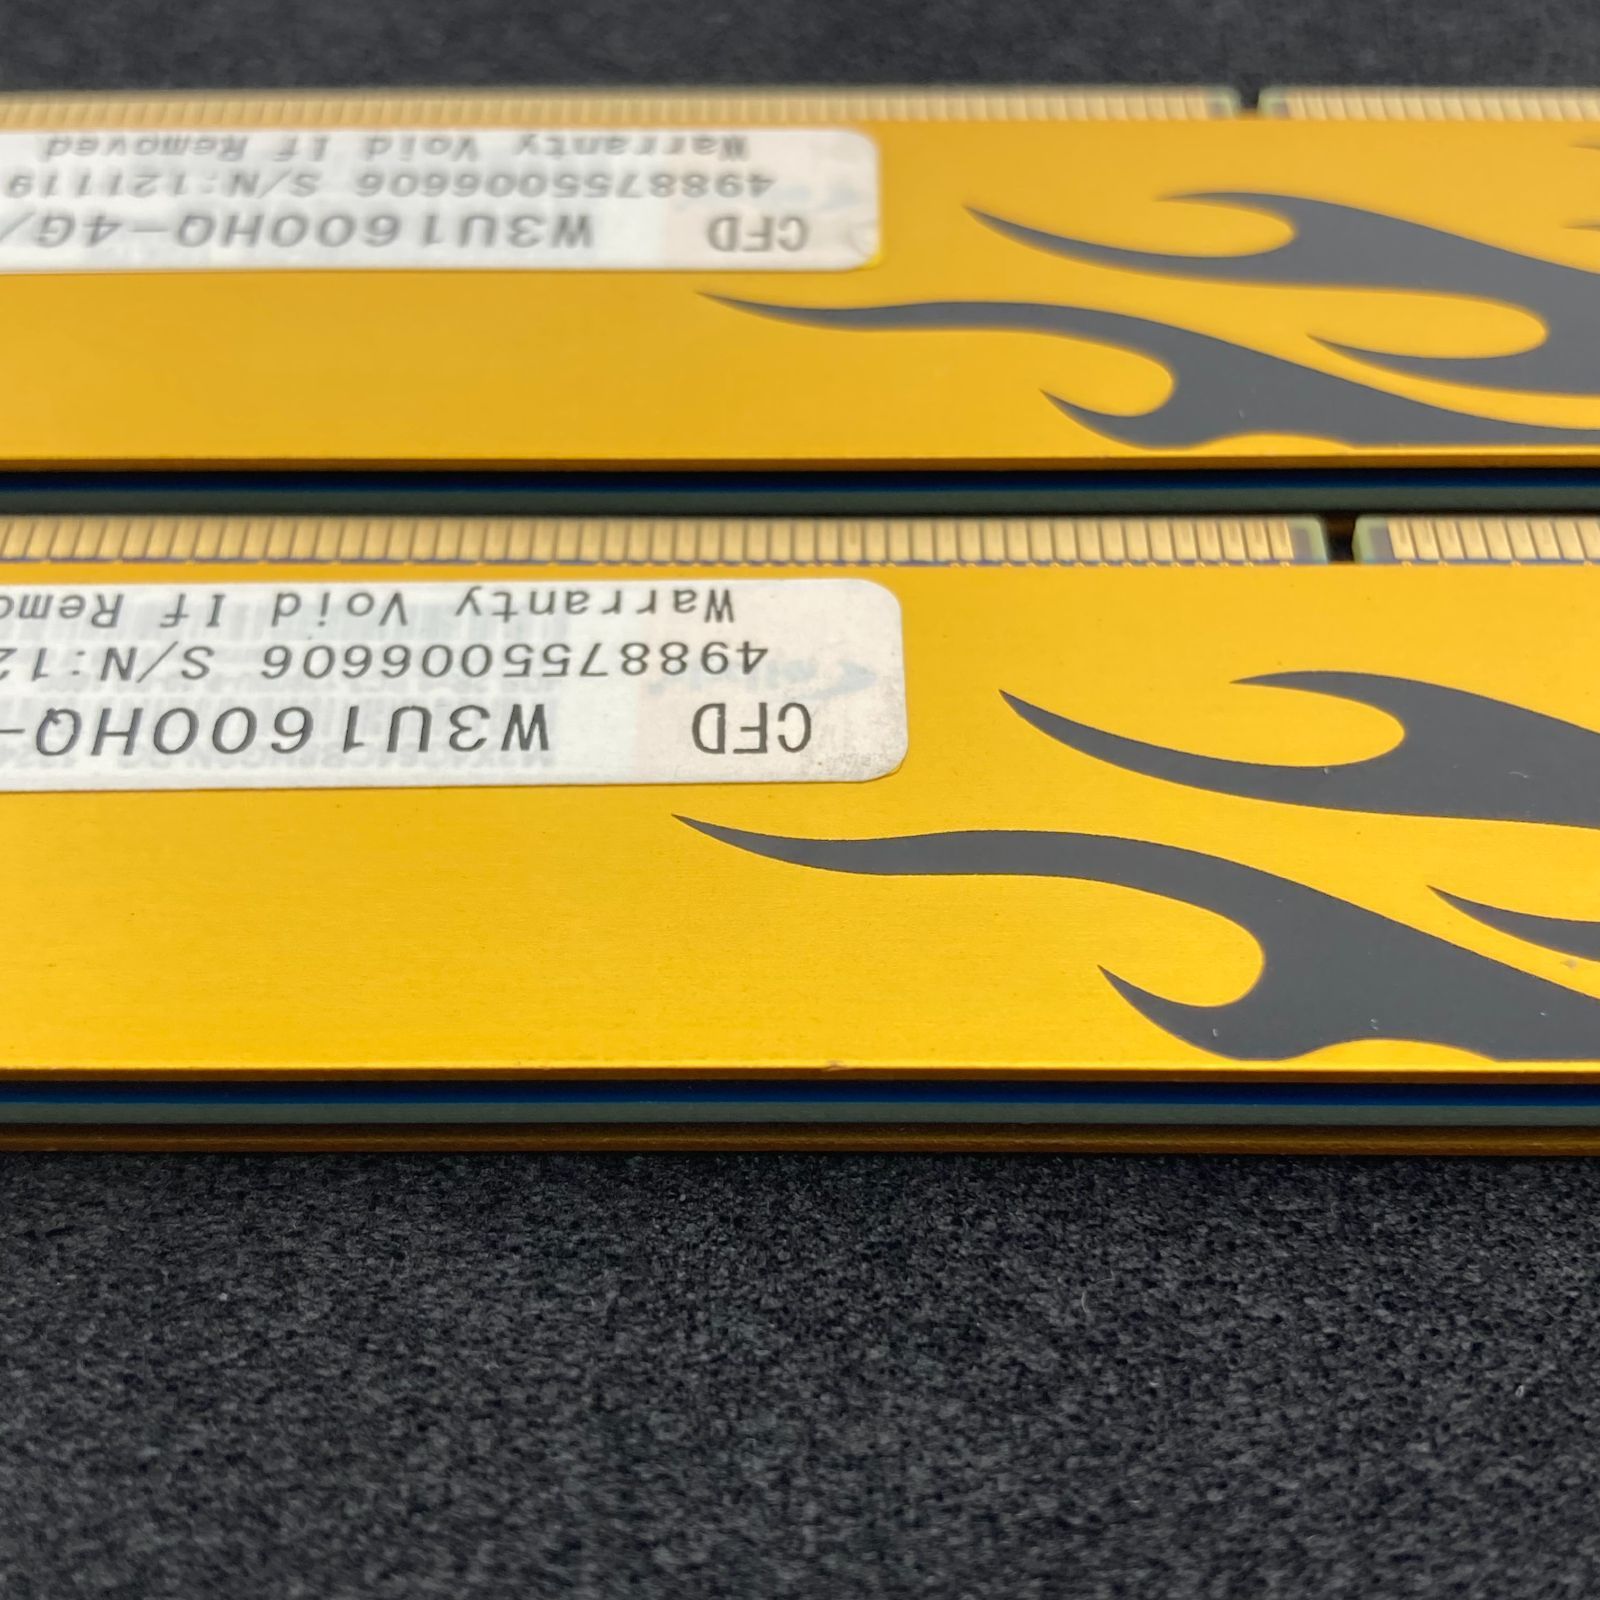 CFD W3U1600HQ-4G/
4988755006606 S/N:121119
Warranty Void If Removed
CFD W3U1600HQ-
4988755006606 S/N:12
Warranty Void If Remo